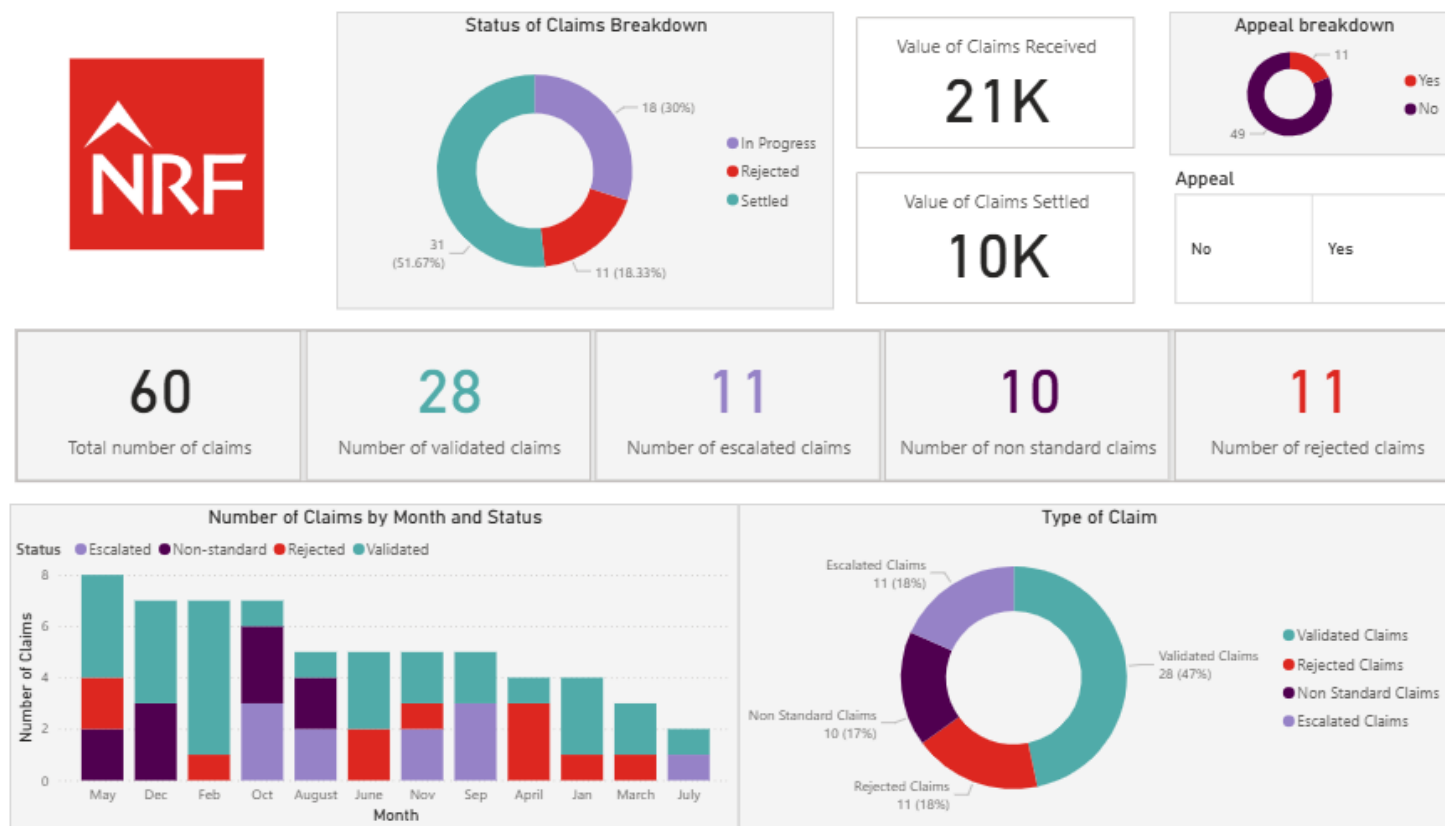 NRF
Status of Claims Breakdown
18 (30%)
In Progress
Rejected
Settled
31
(51.67%)
11 (18.33%)
Value of Claims Received
21K
Value of Claims Settled
10K
Appeal breakdown
11
Yes
No
49
Appeal
No
Yes
60
Total number of claims
28
Number of validated claims
11
Number of escalated claims
10
Number of non standard claims
11
Number of rejected claims
Number of Claims by Month and Status
Status Escalated Non-standard Rejected Validated
Number of Claims
8
6
4
2
0
May Dec Feb Oct August June Nov Sep April Jan March July
Month
Type of Claim
Escalated Claims
11 (18%)
Validated Claims
28 (47%)
Non Standard Claims
10 (17%)
Rejected Claims
11 (18%)
Validated Claims
Rejected Claims
Non Standard Claims
Escalated Claims